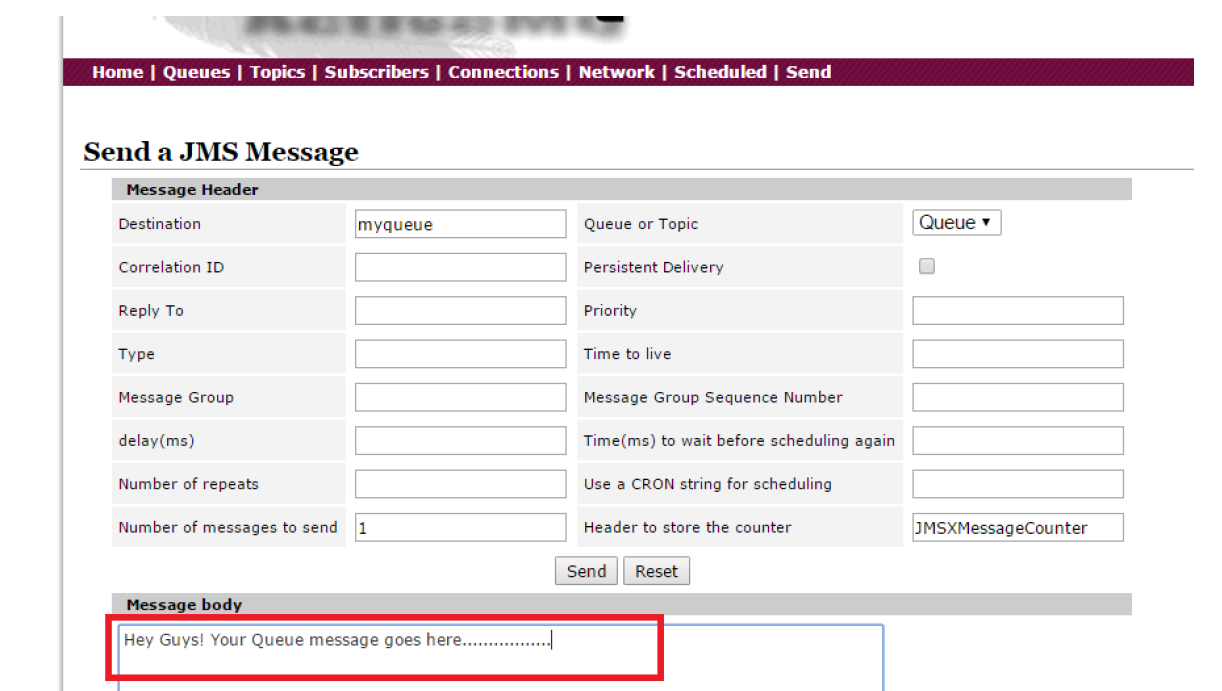 Home | Queues | Topics | Subscribers | Connections | Network | Scheduled | Send
Send a JMS Message
Message Header
Destination myqueue Queue or Topic Queue ▾
Correlation ID Persistent Delivery
Reply To Priority
Type Time to live
Message Group Message Group Sequence Number
delay(ms) Time(ms) to wait before scheduling again
Number of repeats Use a CRON string for scheduling
Number of messages to send 1 Header to store the counter JMSXMessageCounter
Send Reset
Message body
Hey Guys! Your Queue message goes here.................